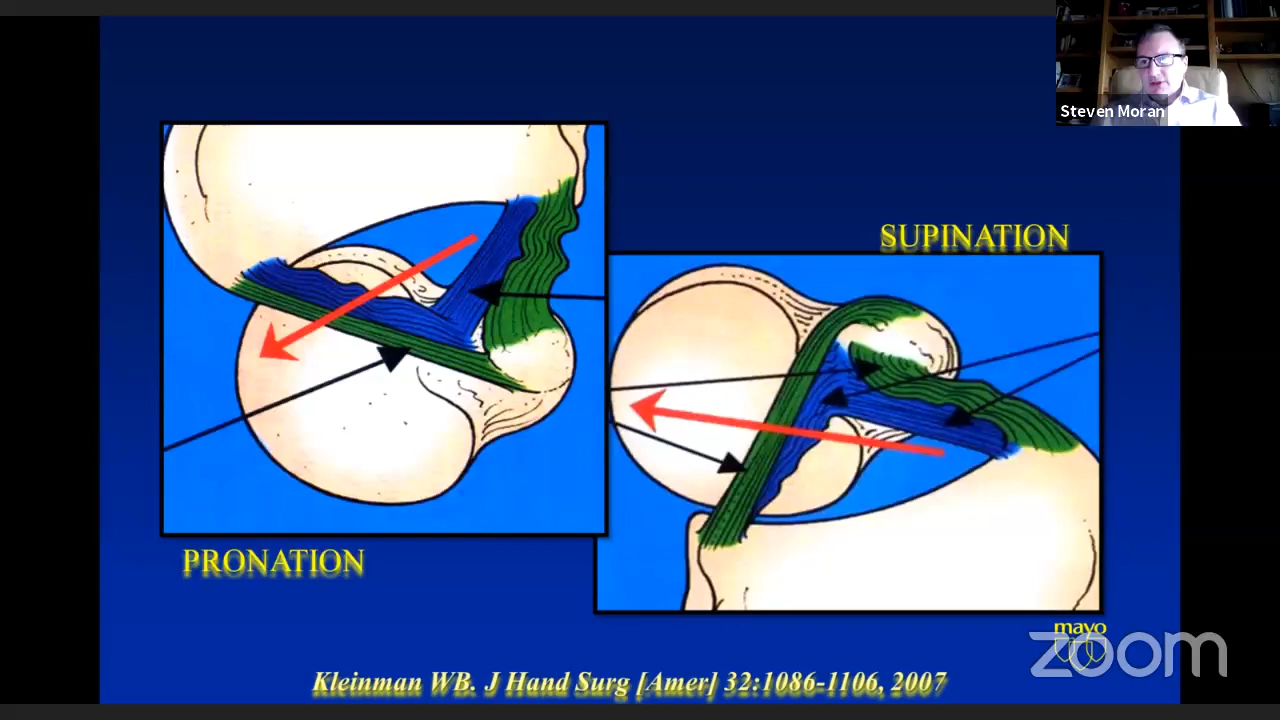 Steven Moran
SUPINATION
PRONATION
mayo
zoom
Kleinman WB. J Hand Surg [Amer] 32:1086-1106, 2007